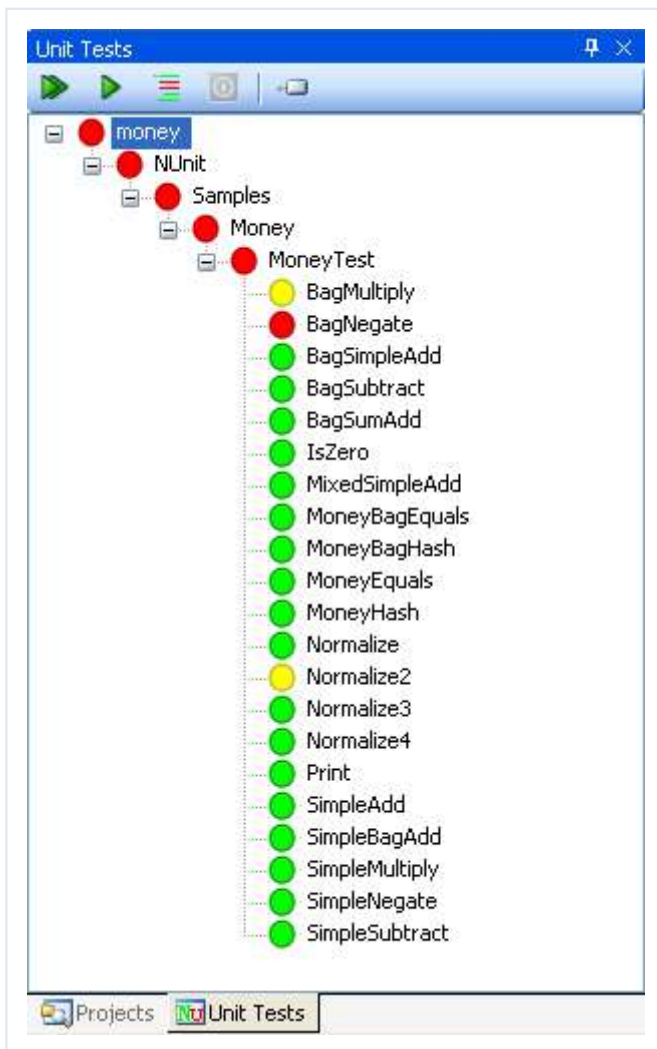 Unit Tests
money
NUnit
Samples
Money
MoneyTest
BagMultiply
BagNegate
BagSimpleAdd
BagSubtract
BagSumAdd
IsZero
MixedSimpleAdd
MoneyBagEquals
MoneyBagHash
MoneyEquals
MoneyHash
Normalize
Normalize2
Normalize3
Normalize4
Print
SimpleAdd
SimpleBagAdd
SimpleMultiply
SimpleNegate
SimpleSubtract
Projects NU Unit Tests